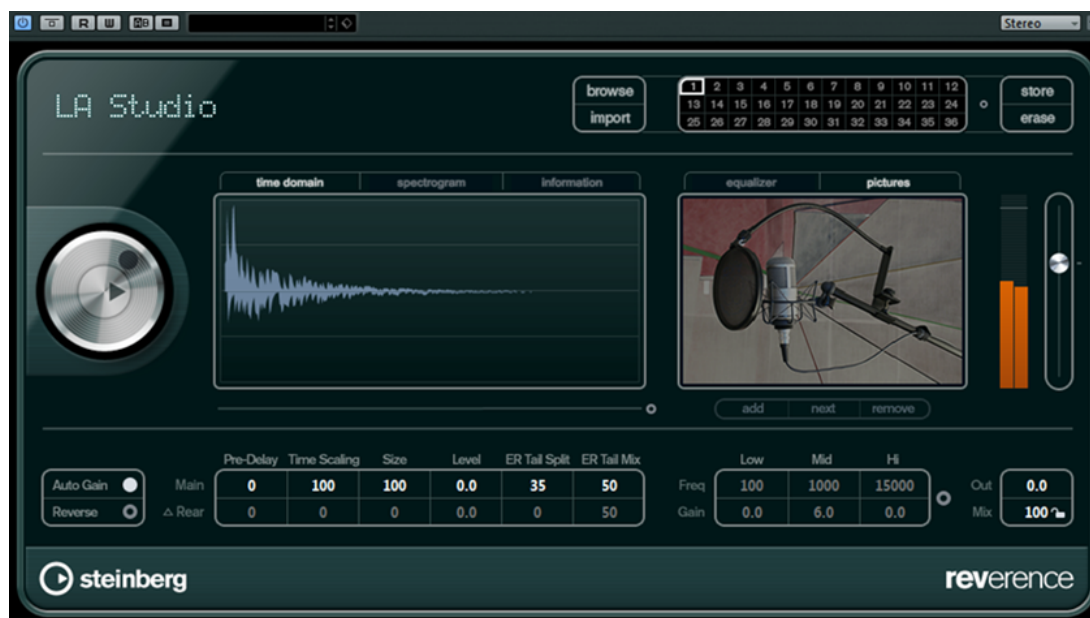 R W AB
Stereo
LA Studio
browse
import
1 2 3 4 5 6 7 8 9 10 11 12
13 14 15 16 17 18 19 20 21 22 23 24
25 26 27 28 29 30 31 32 33 34 35 36
store
erase
time domain spectrogram information
equalizer pictures
add next remove
Pre-Delay Time Scaling Size Level ER Tail Split ER Tail Mix
Auto Gain Main 0 100 100 0.0 35 50
Reverse △ Rear 0 0 0 0.0 0 50
Low Mid Hi
Freq 100 1000 15000
Gain 0.0 6.0 0.0
Out 0.0
Mix 100
steinberg
reverence